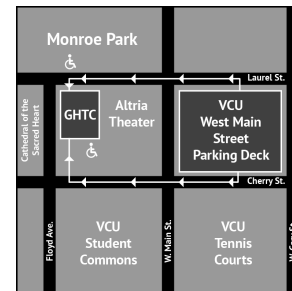 Monroe Park
Laurel St.
Cathedral of the
Sacred Heart
GHTC
Altria
Theater
VCU
West Main
Street
Parking Deck
Cherry St.
Floyd Ave.
VCU
Student
Commons
W. Main St.
VCU
Tennis
Courts